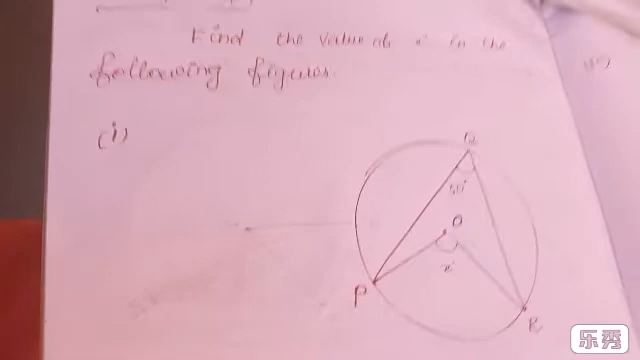 Find the value of x° in the
following figures.
(i)
Q
50°
O
x°
P
R
乐秀